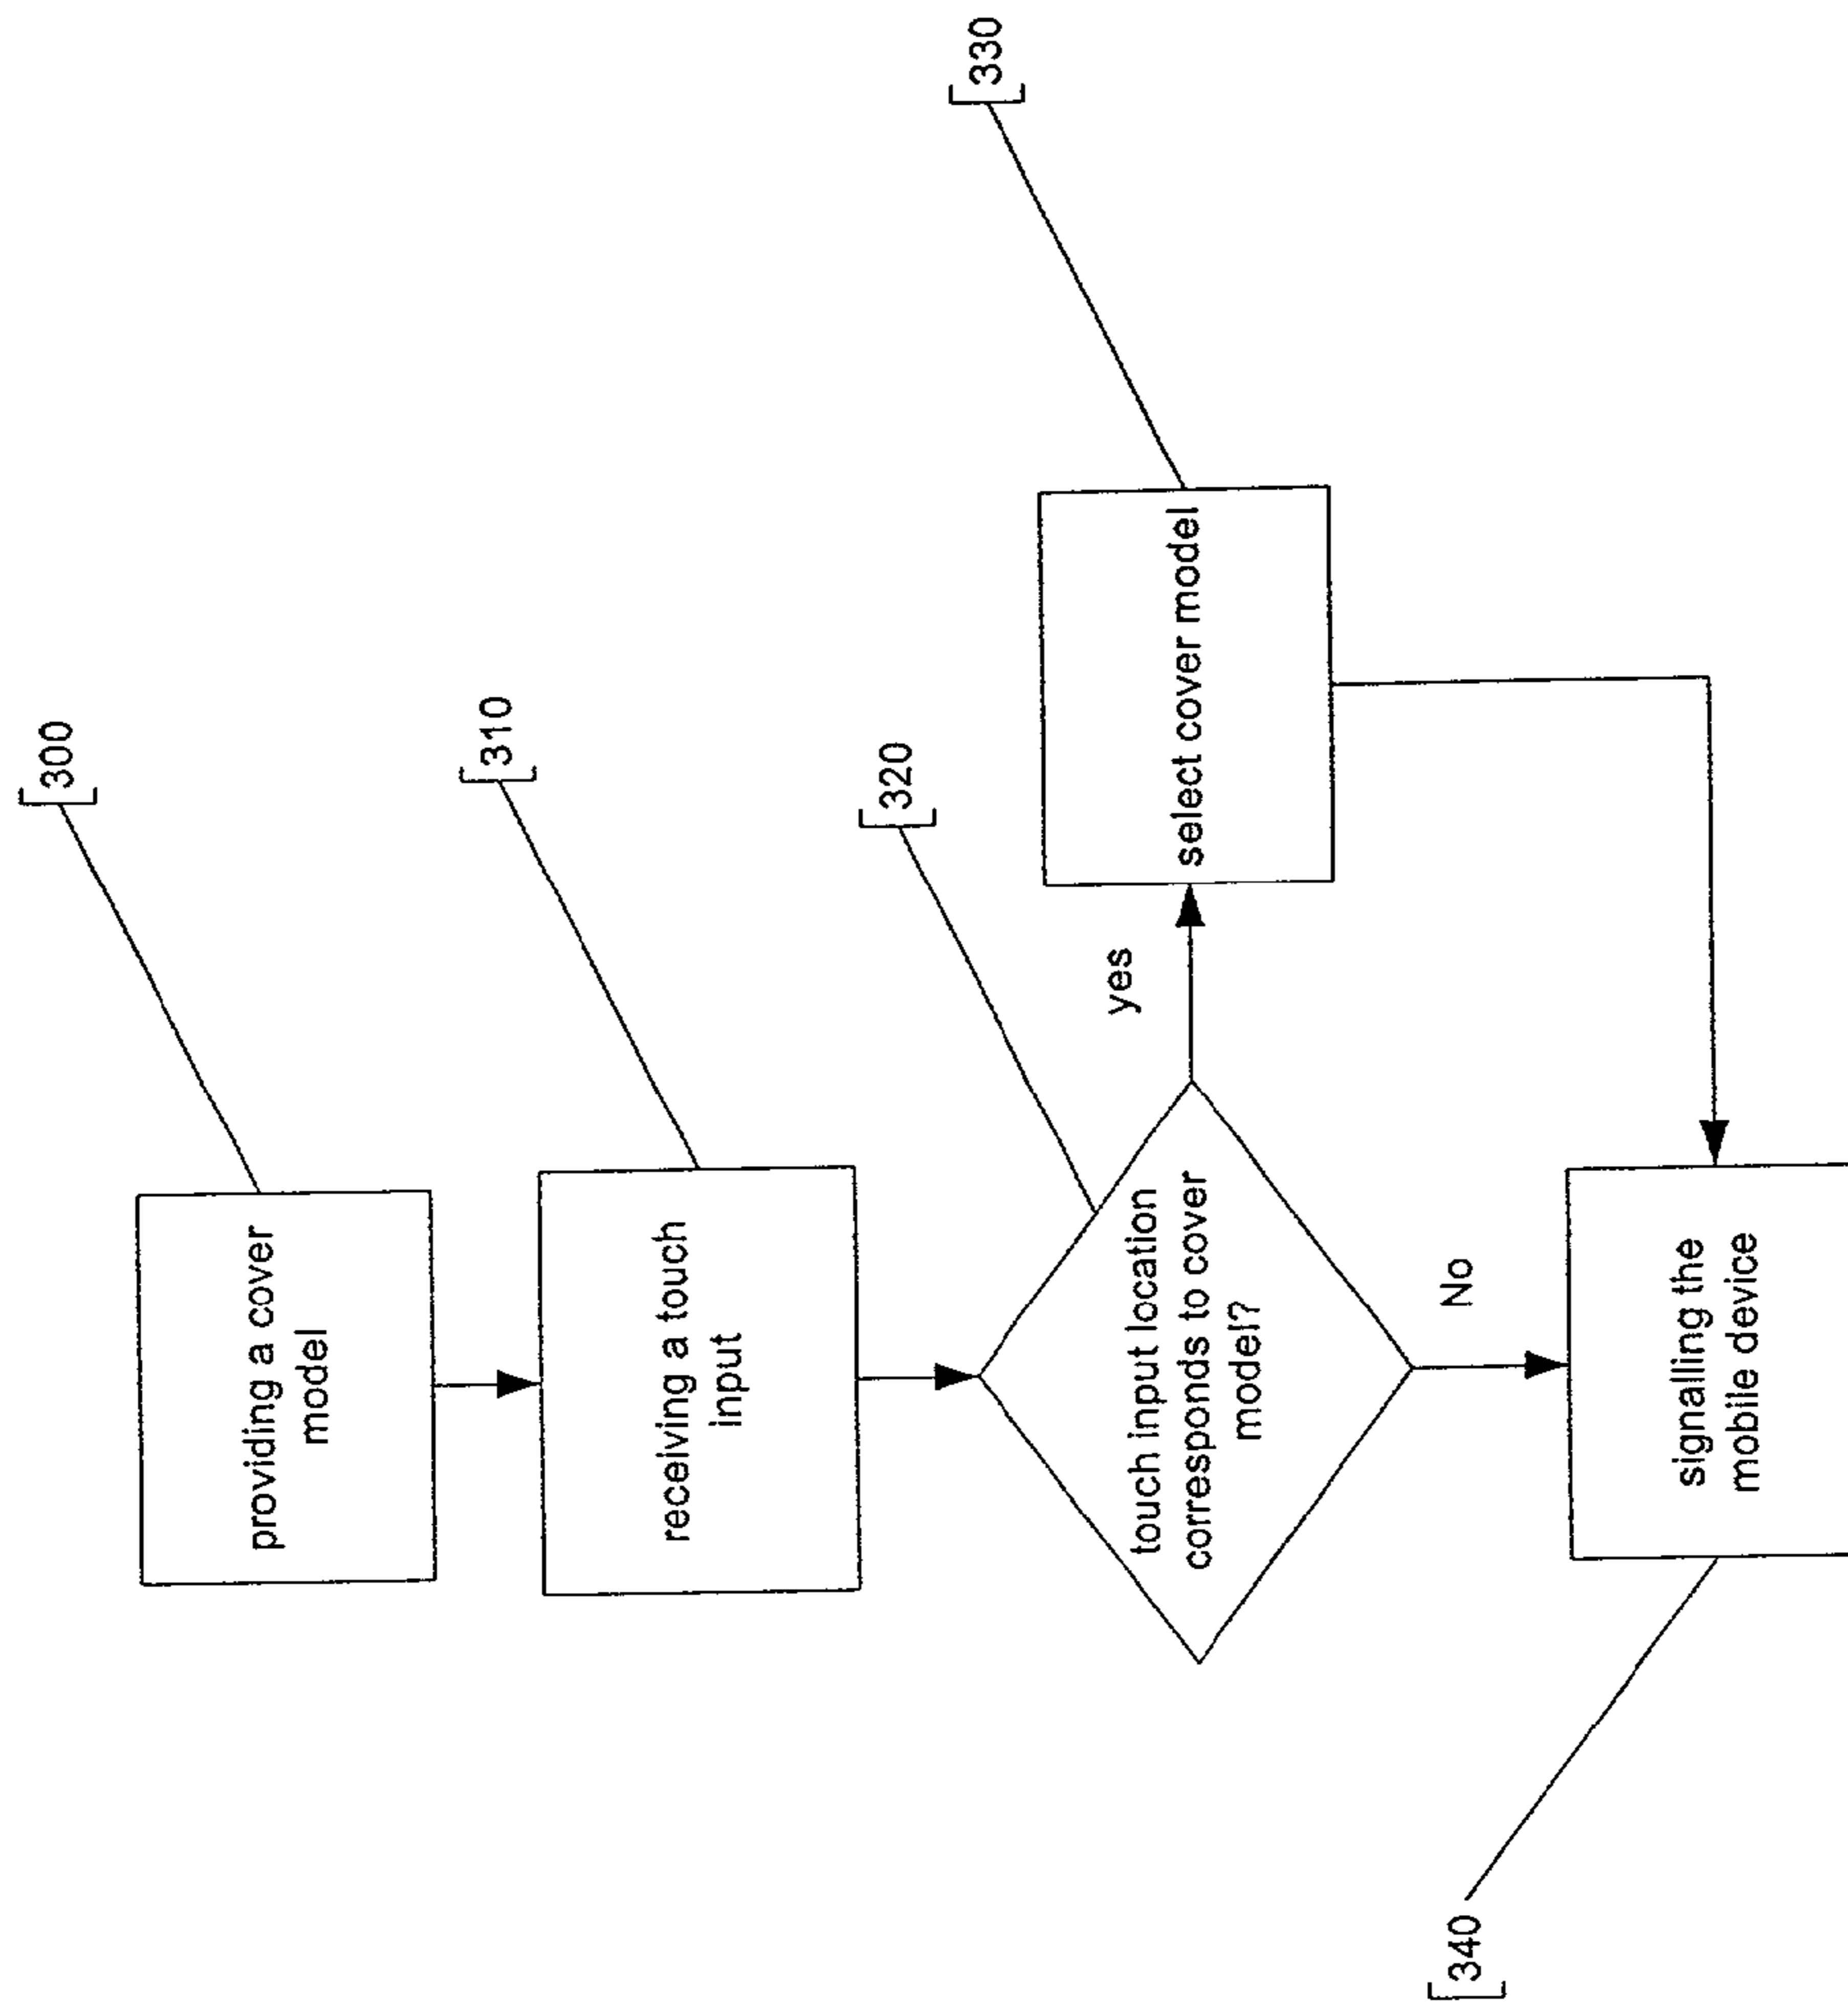 300
providing a cover
model
310
receiving a touch
input
320
touch input location
corresponds to cover
model?
yes
330
select cover model
No
340
signalling the
mobile device